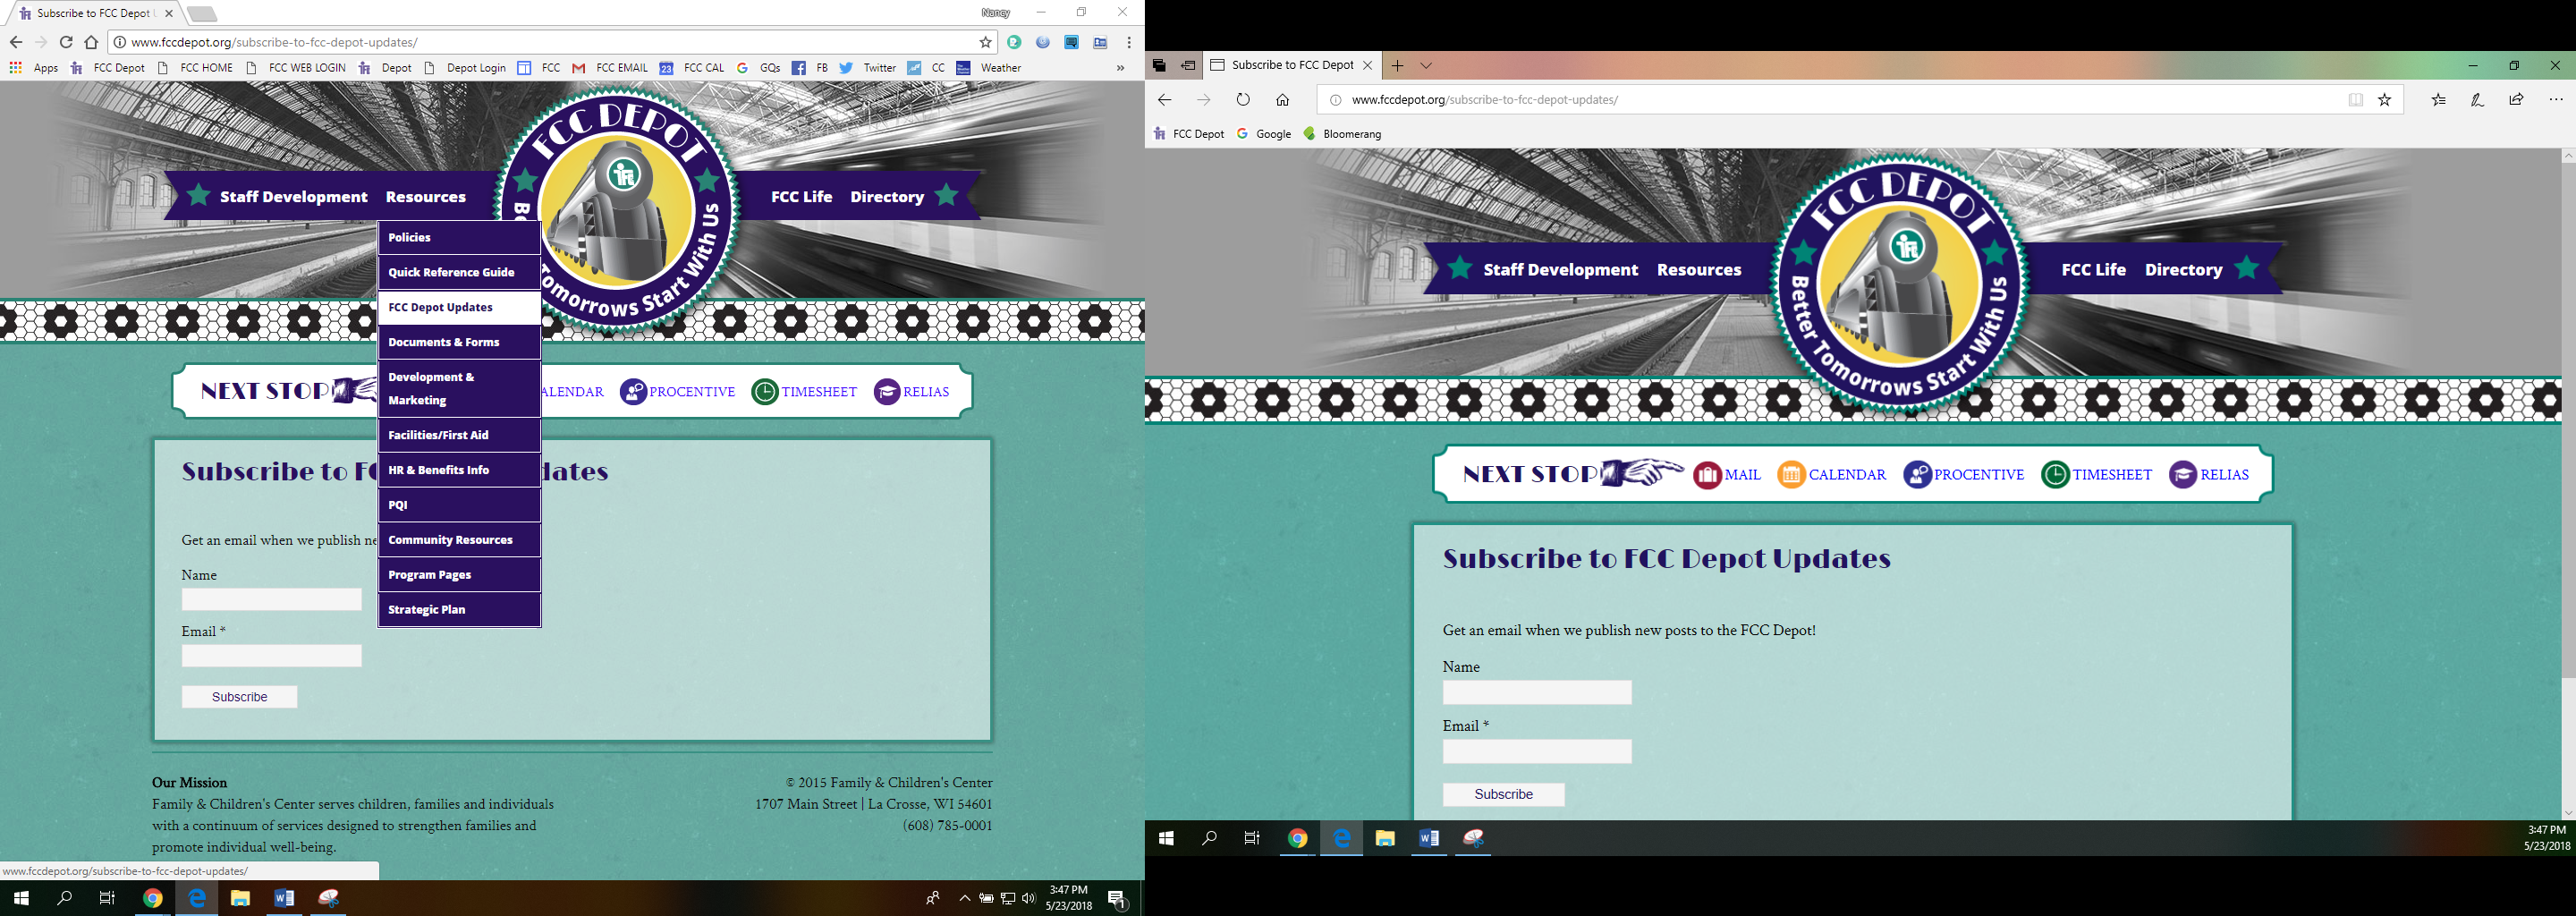 Subscribe to FCC Depot U
Nancy
www.fccdepot.org/subscribe-to-fcc-depot-updates/
Apps FCC Depot FCC HOME FCC WEB LOGIN Depot Depot Login FCC FCC EMAIL 23 FCC CAL GQs FB Twitter CC Weather »
FCC DEPOT
Staff Development Resources FCC Life Directory
Be Tomorrows Start With Us
Policies
Quick Reference Guide
FCC Depot Updates
Documents & Forms
Development &
Marketing
Facilities/First Aid
HR & Benefits Info
PQI
Community Resources
Program Pages
Strategic Plan
NEXT STOP ALENDAR PROCENTIVE TIMESHEET RELIAS
Subscribe to FC dates
Get an email when we publish ne
Name
Email *
Subscribe
Our Mission
Family & Children's Center serves children, families and individuals
with a continuum of services designed to strengthen families and
promote individual well-being.
© 2015 Family & Children's Center
1707 Main Street | La Crosse, WI 54601
(608) 785-0001
www.fccdepot.org/subscribe-to-fcc-depot-updates/
3:47 PM
5/23/2018
1
Subscribe to FCC Depot
www.fccdepot.org/subscribe-to-fcc-depot-updates/
FCC Depot Google Bloomerang
FCC DEPOT
Staff Development Resources FCC Life Directory
Better Tomorrows Start With Us
NEXT STOP MAIL CALENDAR PROCENTIVE TIMESHEET RELIAS
Subscribe to FCC Depot Updates
Get an email when we publish new posts to the FCC Depot!
Name
Email *
Subscribe
3:47 PM
5/23/2018